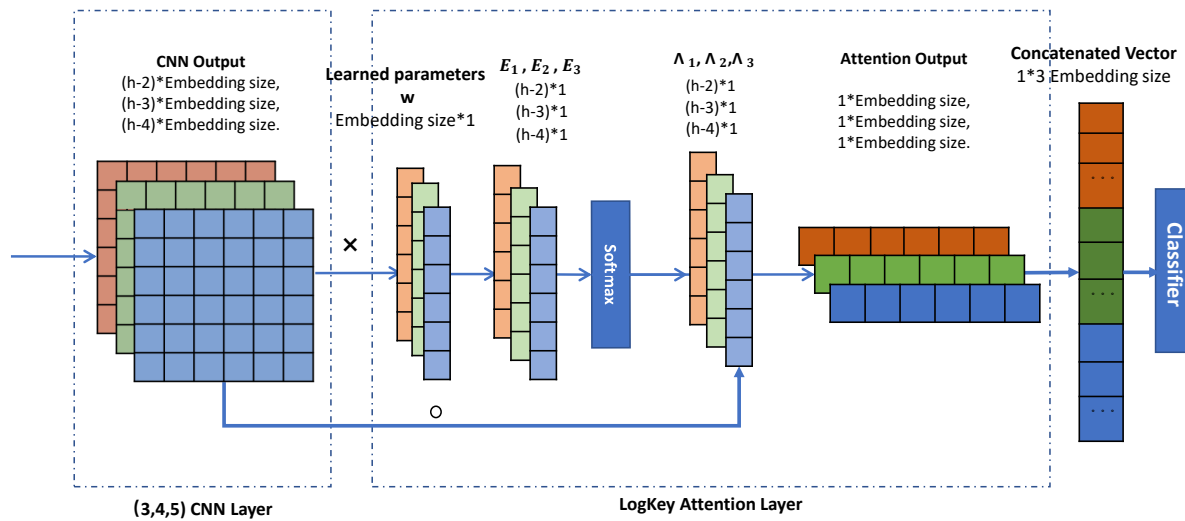 CNN Output
(h-2)*Embedding size,
(h-3)*Embedding size,
(h-4)*Embedding size.
Learned parameters
w
Embedding size*1
E₁ , E₂ , E₃
(h-2)*1
(h-3)*1
(h-4)*1
Λ ₁, Λ ₂,Λ ₃
(h-2)*1
(h-3)*1
(h-4)*1
Attention Output
1*Embedding size,
1*Embedding size,
1*Embedding size.
Concatenated Vector
1*3 Embedding size
×
Softmax
...
...
...
Classifier
(3,4,5) CNN Layer
LogKey Attention Layer